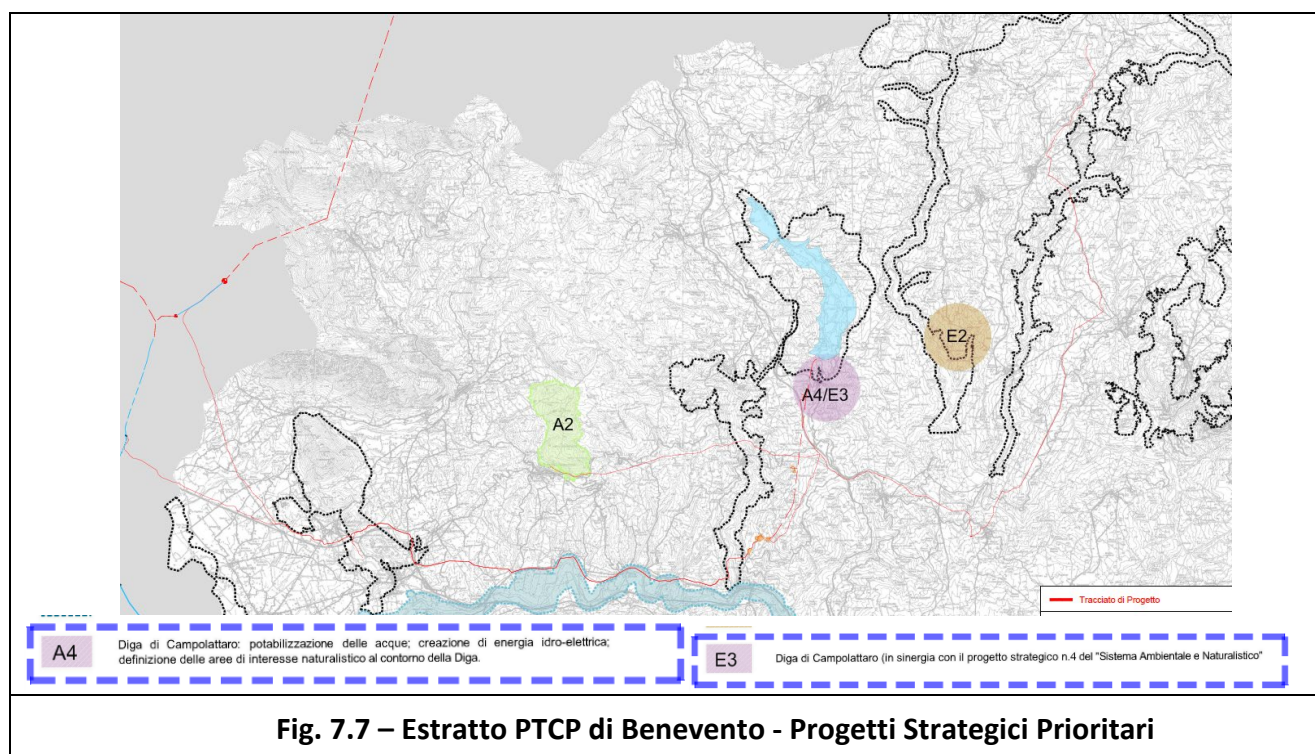 E2
A4/E3
A2
Tracciato di Progetto
A4
Diga di Campolattaro: potabilizzazione delle acque; creazione di energia idro-elettrica;
definizione delle aree di interesse naturalistico al contorno della Diga.
E3
Diga di Campolattaro (in sinergia con il progetto strategico n.4 del "Sistema Ambientale e Naturalistico"
Fig. 7.7 – Estratto PTCP di Benevento - Progetti Strategici Prioritari